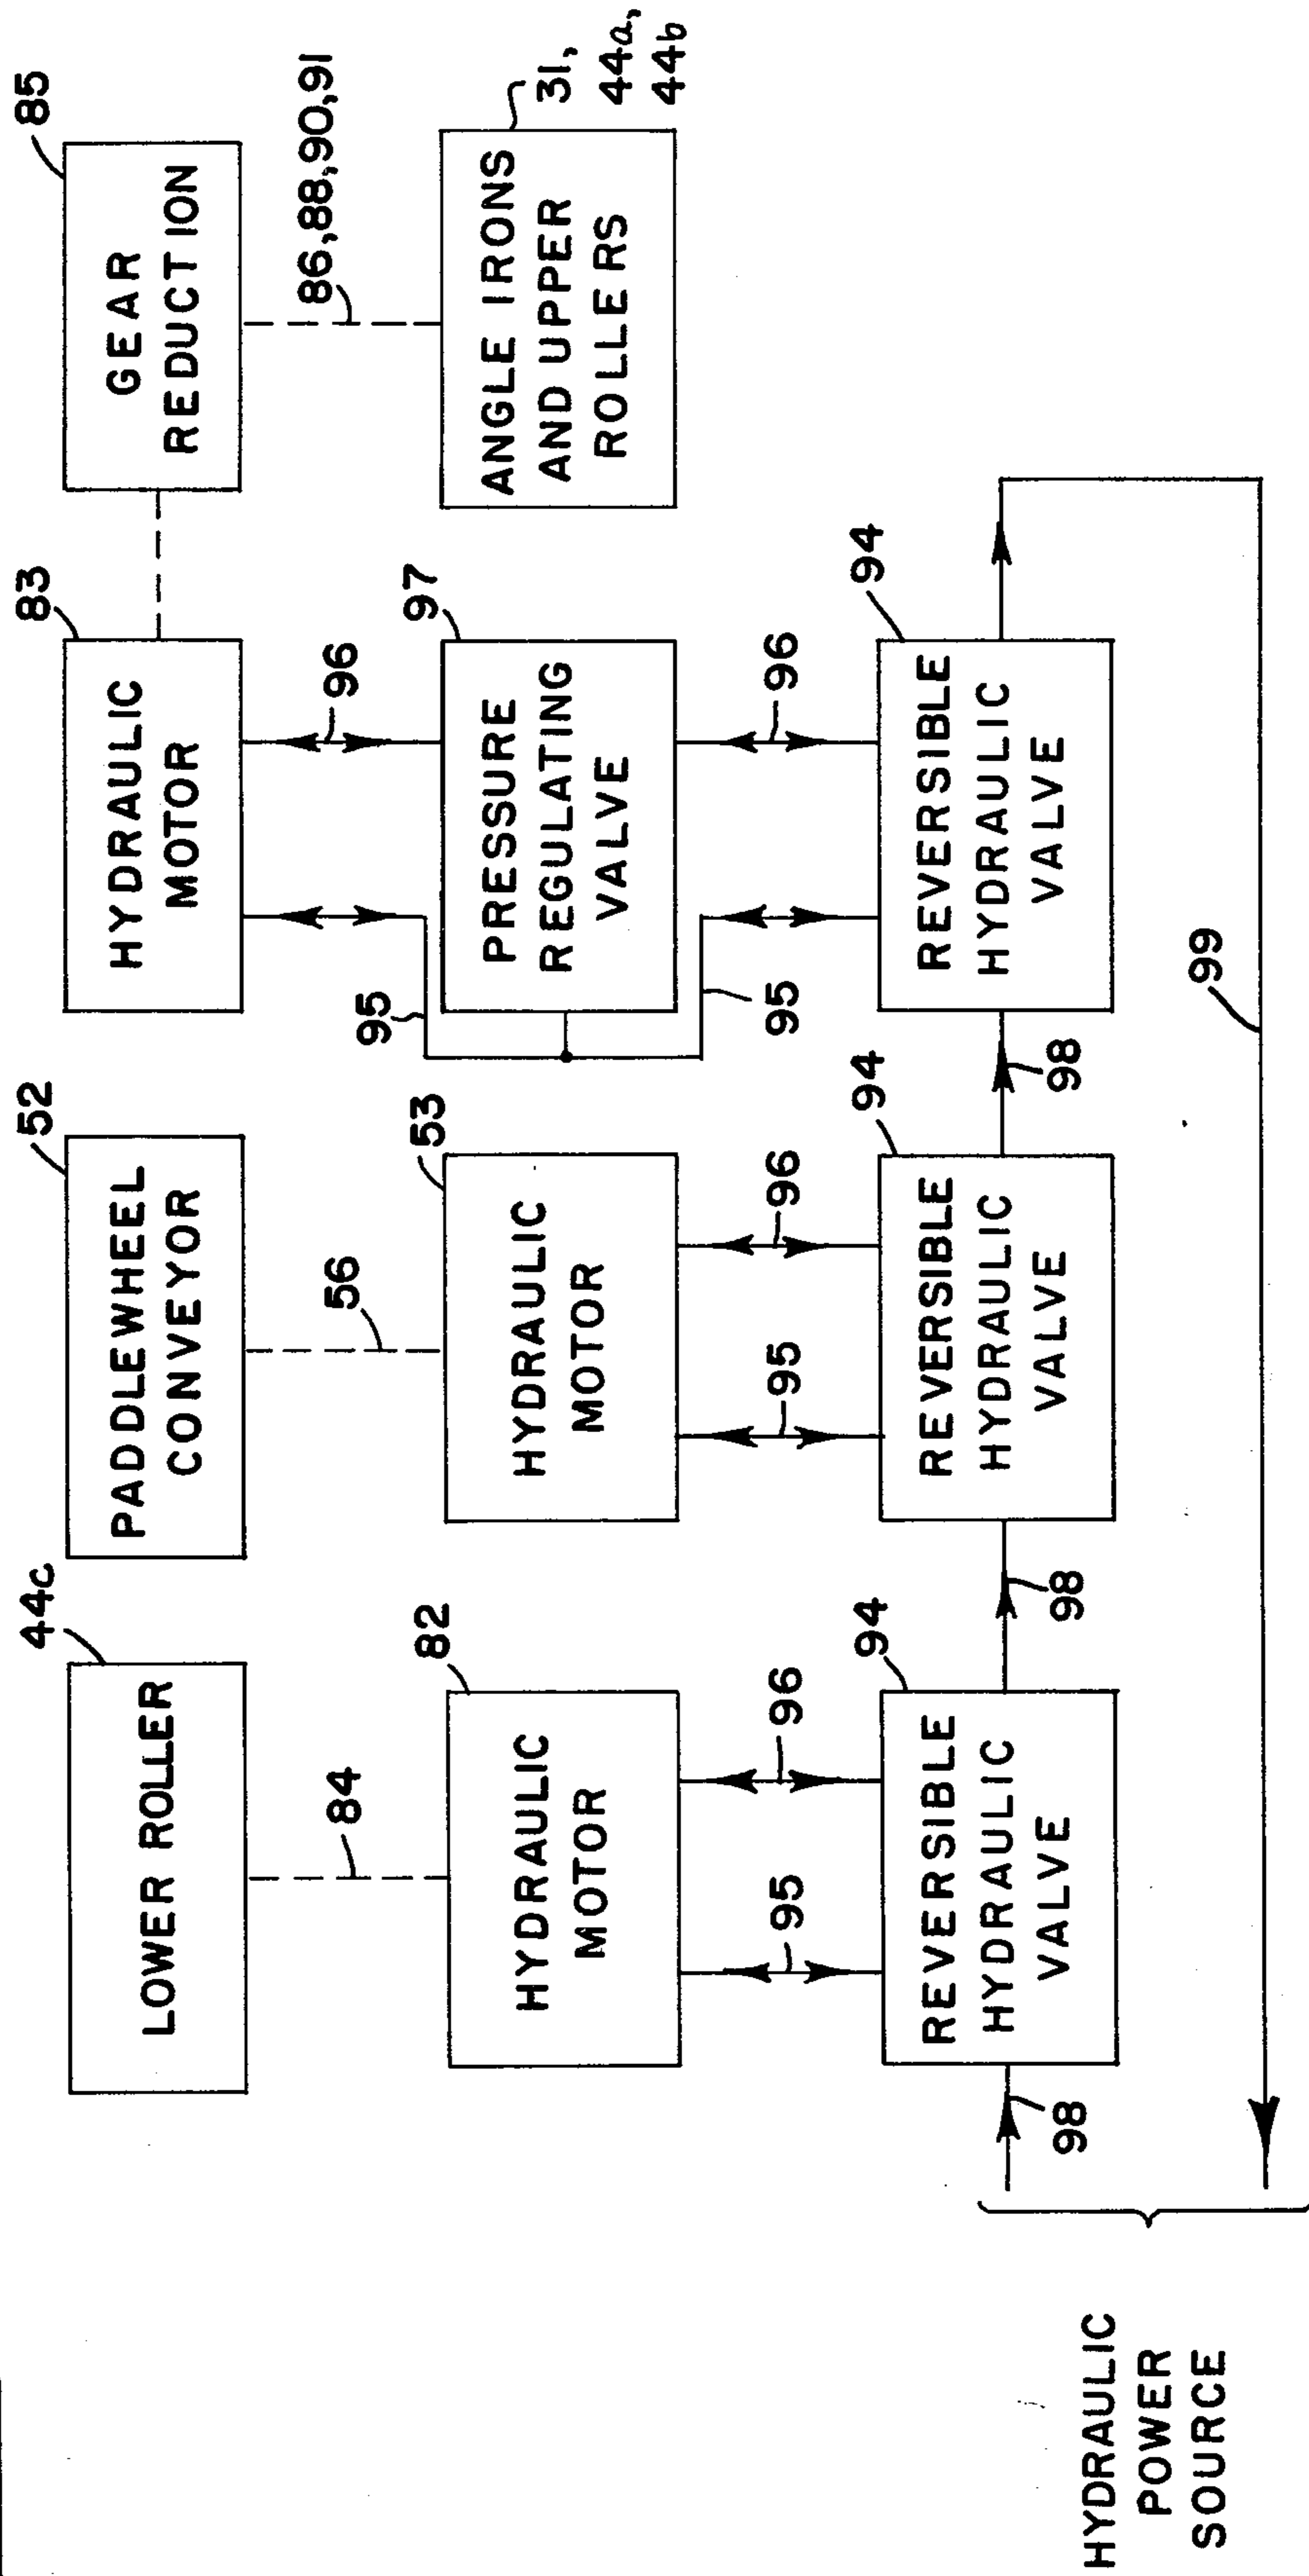 44c
LOWER ROLLER
84
82
HYDRAULIC
MOTOR
95
96
94
REVERSIBLE
HYDRAULIC
VALVE
98
52
PADDLEWHEEL
CONVEYOR
56
53
HYDRAULIC
MOTOR
95
96
94
REVERSIBLE
HYDRAULIC
VALVE
98
83
HYDRAULIC
MOTOR
96
95
97
PRESSURE
REGULATING
VALVE
95
96
94
REVERSIBLE
HYDRAULIC
VALVE
98
85
GEAR
REDUCTION
86,88,90,91
31,
44a,
44b
ANGLE IRONS
AND UPPER
ROLLERS
99
HYDRAULIC
POWER
SOURCE